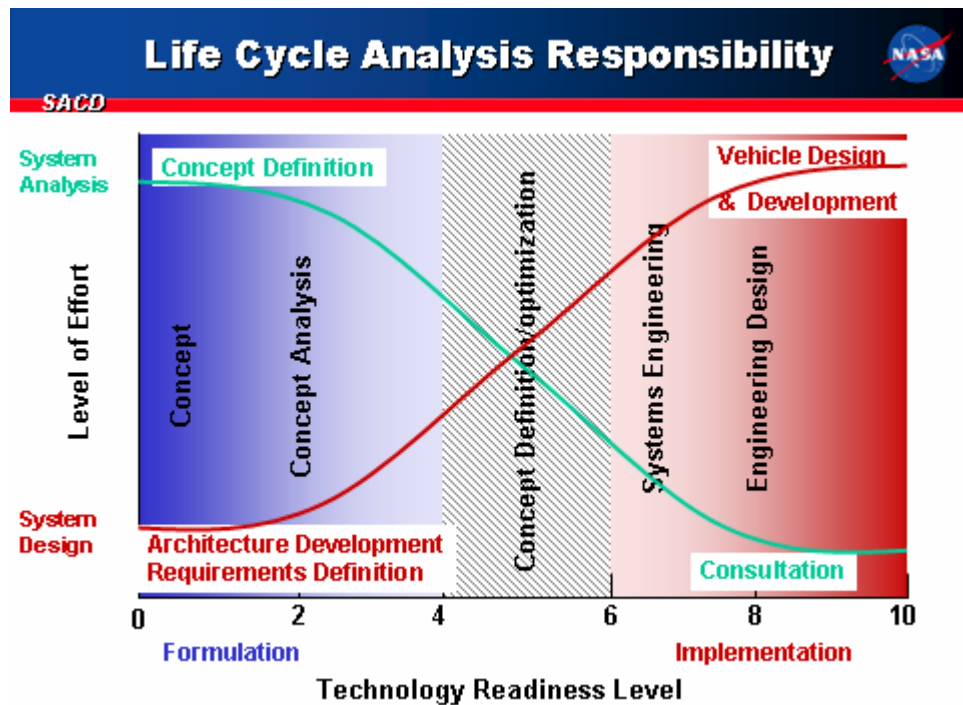 Life Cycle Analysis Responsibility
NASA
SACD
System
Analysis
Concept Definition
Vehicle Design
& Development
Level of Effort
Concept
Concept Analysis
Concept Definition/optimization
Systems Engineering
Engineering Design
System
Design
Architecture Development
Requirements Definition
Consultation
0 2 4 6 8 10
Formulation
Implementation
Technology Readiness Level